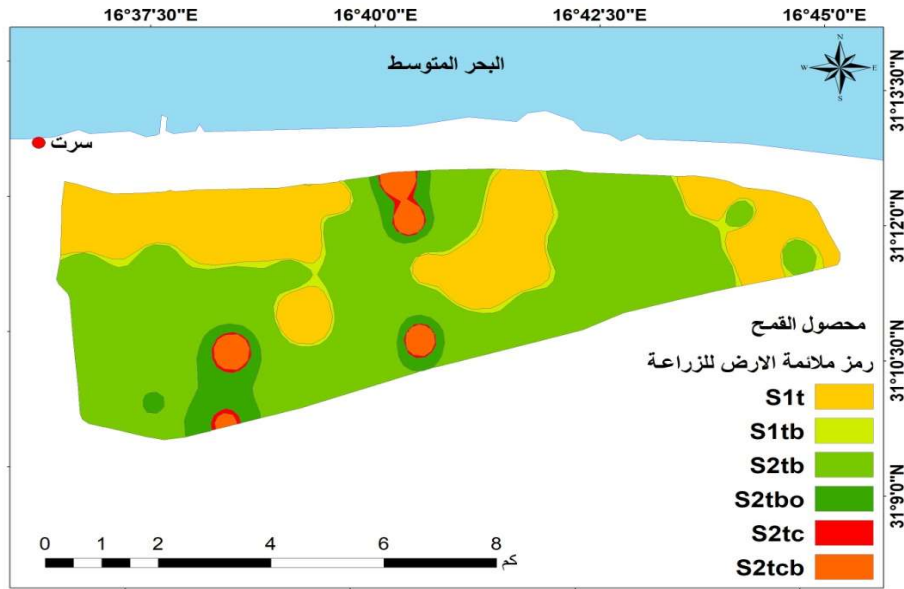 16°37'30"E 16°40'0"E 16°42'30"E 16°45'0"E
البحر المتوسط
N
W E
S
31°13'30"N
سرت
31°12'0"N
محصول القمح
31°10'30"N
رمز ملائمة الارض للزراعة
S1t
S1tb
S2tb
31°9'0"N
S2tbo
S2tc
S2tcb
0 1 2 4 6 8
كم